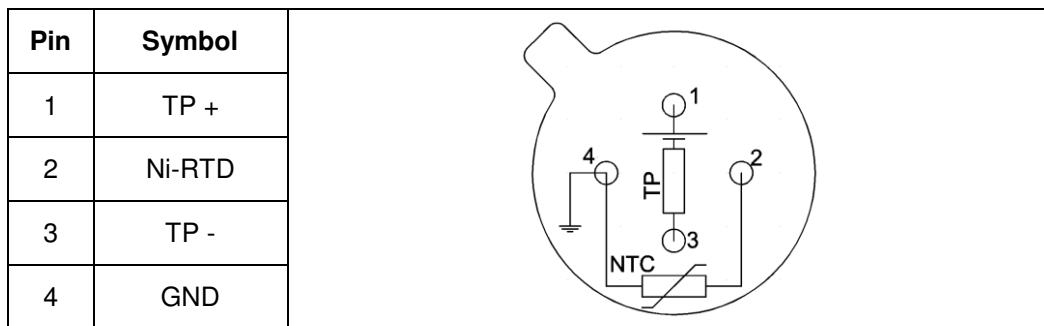 Pin Symbol
1 TP +
2 Ni-RTD
3 TP -
4 GND
1
4 2
TP
3
NTC